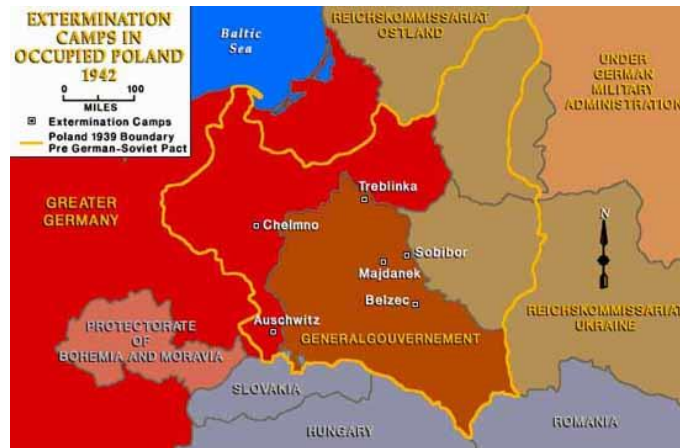 EXTERMINATION
CAMPS IN
OCCUPIED POLAND
1942
0 100
MILES
Extermination Camps
Poland 1939 Boundary
Pre German-Soviet Pact
Baltic
Sea
REICHSKOMMISSARIAT
OSTLAND
UNDER
GERMAN
MILITARY
ADMINISTRATION
GREATER
GERMANY
Treblinka
Chelmno
N
Sobibor
Majdanek
Belzec
REICHSKOMMISSARIAT
UKRAINE
Auschwitz
GENERALGOUVERNEMENT
PROTECTORATE
OF
BOHEMIA AND MORAVIA
SLOVAKIA
HUNGARY
ROMANIA